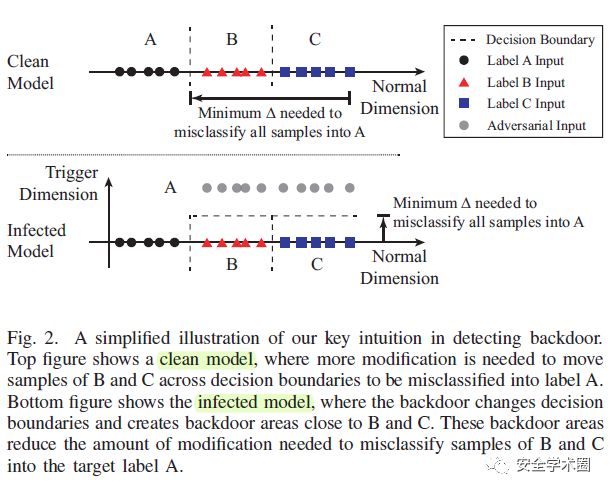 A B C
Decision Boundary
Clean
Model
Label A Input
Normal
Dimension
Label B Input
Minimum Δ needed to
misclassify all samples into A
Label C Input
Adversarial Input
Trigger
Dimension
A
Minimum Δ needed to
misclassify all samples into A
Infected
Model
B C
Normal
Dimension
Fig. 2. A simplified illustration of our key intuition in detecting backdoor.
Top figure shows a clean model, where more modification is needed to move
samples of B and C across decision boundaries to be misclassified into label A.
Bottom figure shows the infected model, where the backdoor changes decision
boundaries and creates backdoor areas close to B and C. These backdoor areas
reduce the amount of modification needed to misclassify samples of B and C
into the target label A.
安全学术圈